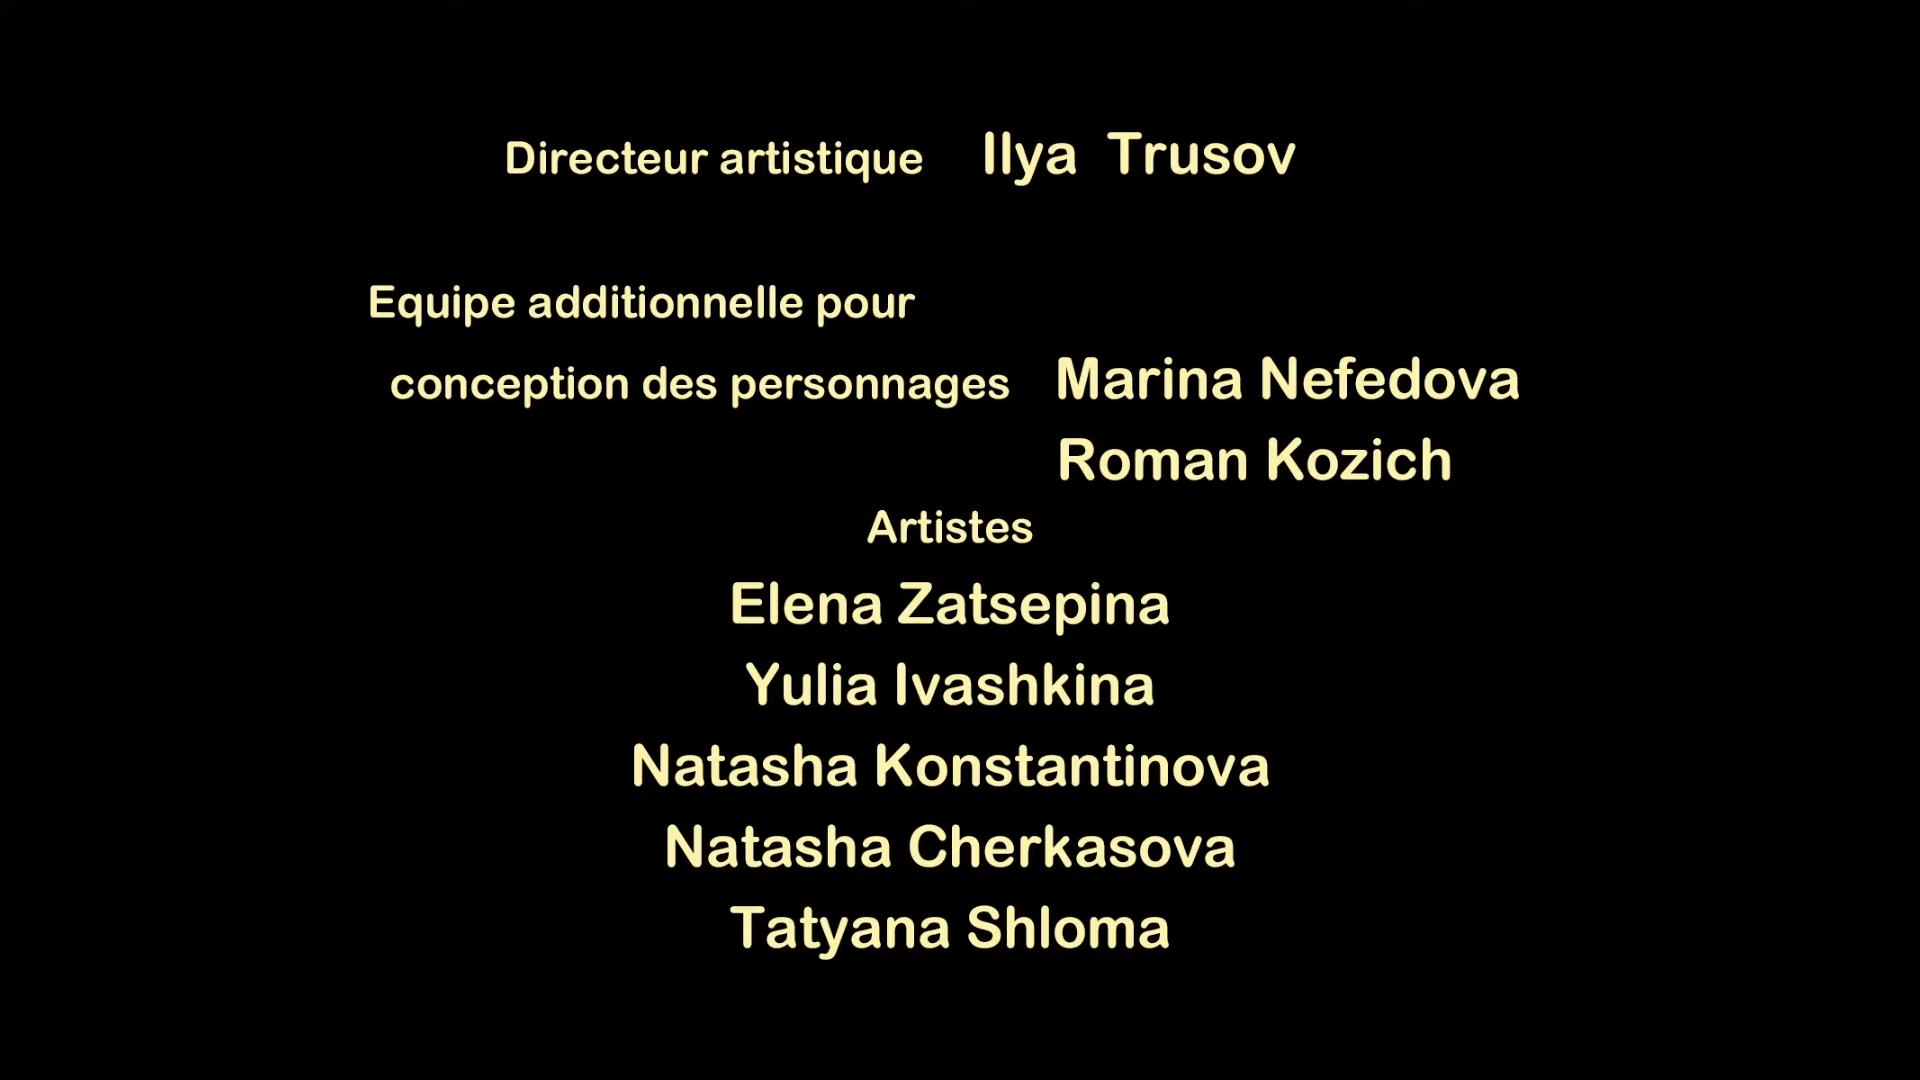 Directeur artistique Ilya Trusov
Equipe additionnelle pour
conception des personnages Marina Nefedova
Roman Kozich
Artistes
Elena Zatsepina
Yulia Ivashkina
Natasha Konstantinova
Natasha Cherkasova
Tatyana Shloma